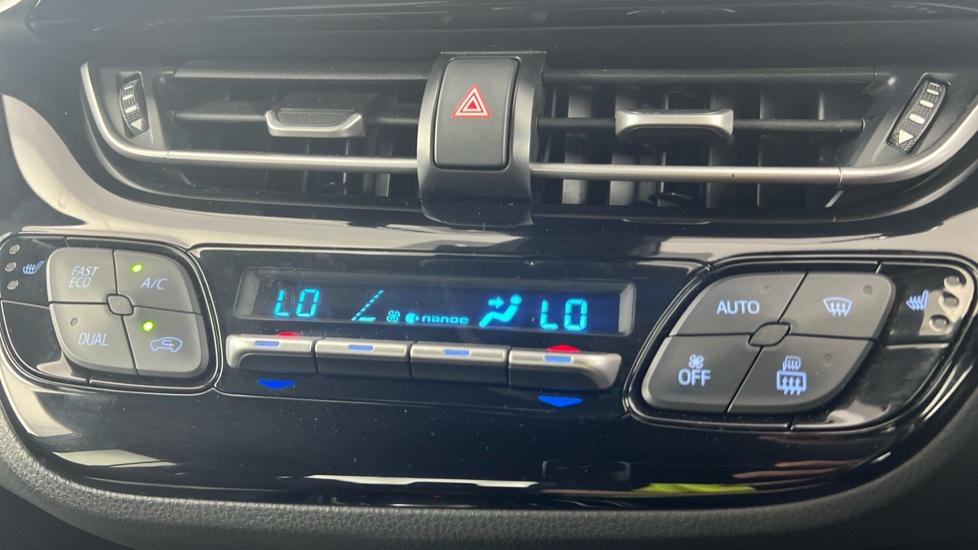 FAST
ECO
A/C
DUAL
LO
nanoe
LO
AUTO
OFF